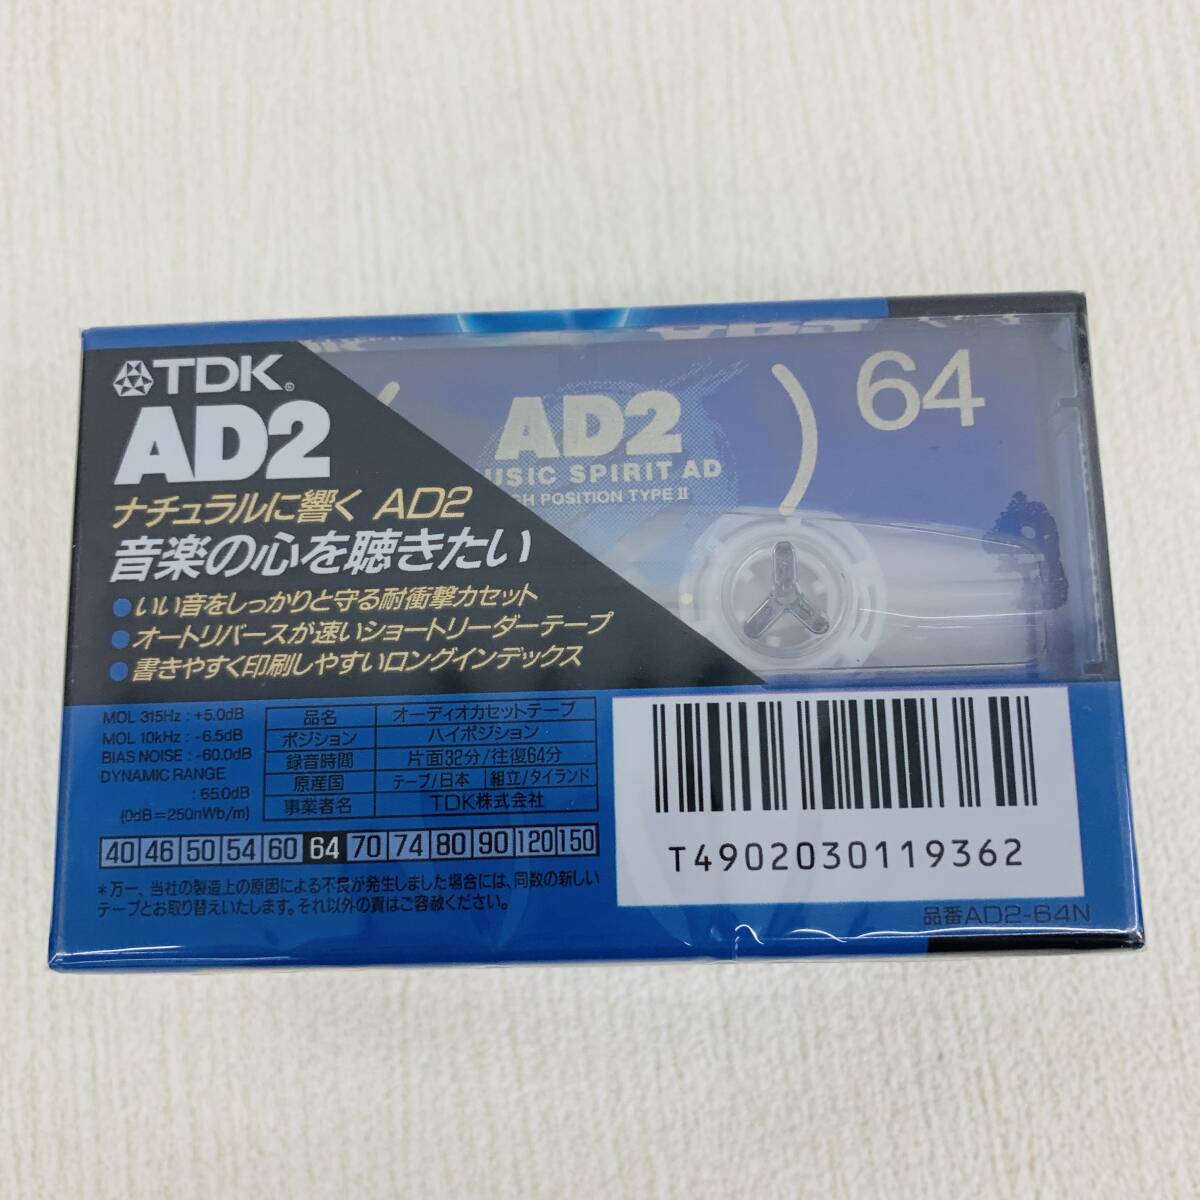 TDK®
AD2
ナチュラルに響く AD2
音楽の心を聴きたい
●いい音をしっかりと守る耐衝撃カセット
●オートリバースが速いショートリーダーテープ
●書きやすく印刷しやすいロングインデックス
AD2
USIC SPIRIT AD
GH POSITION TYPE II
64
MOL 315Hz : +5.0dB
MOL 10kHz : -6.5dB
BIAS NOISE : -60.0dB
DYNAMIC RANGE
: 65.0dB
(0dB=250nWb/m)
品名 オーディオカセットテープ
ポジション ハイポジション
録音時間 片面32分/往復64分
原産国 テープ/日本 組立/タイランド
事業者名 TDK株式会社
40 46 50 54 60 64 70 74 80 90 120 150
*万一、当社の製造上の原因による不良が発生しました場合には、同数の新しい
テープとお取り替えいたします。それ以外の責はご容赦ください。
T4902030119362
品番AD2-64N